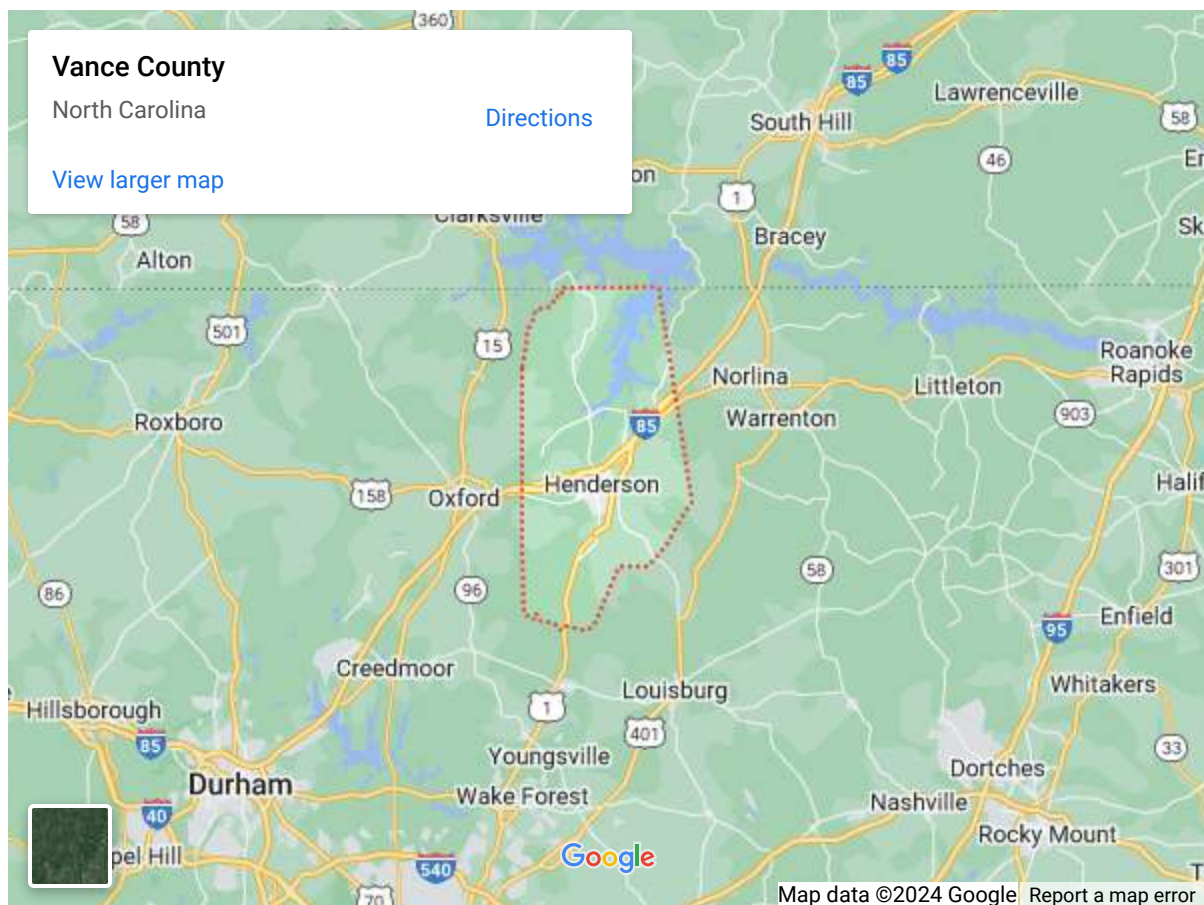 360
Vance County
North Carolina
Directions
View larger map
85
85
Lawrenceville
South Hill
58
46
on
1
Clarksville
58
Bracey
Sk
Alton
501
15
Roanoke
Rapids
Norlina
Littleton
903
Roxboro
85
Warrenton
Henderson
158
Oxford
Halif
86
96
58
301
Enfield
95
Creedmoor
Whitakers
Louisburg
Hillsborough
1
401
85
33
Youngsville
Durham
Dortches
Wake Forest
Nashville
40
Rocky Mount
pel Hill
Google
540
70
Map data ©2024 Google
Report a map error